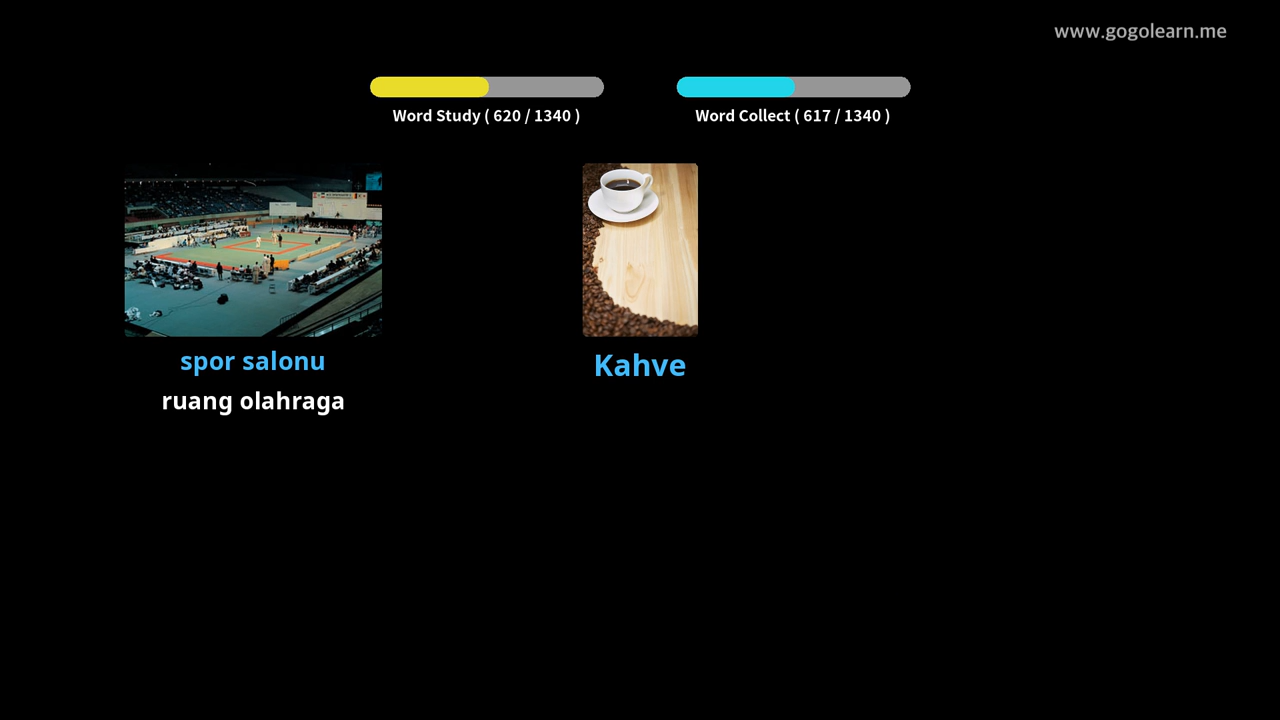 www.gogolearn.me
Word Study ( 620 / 1340 )
Word Collect ( 617 / 1340 )
spor salonu
ruang olahraga
Kahve